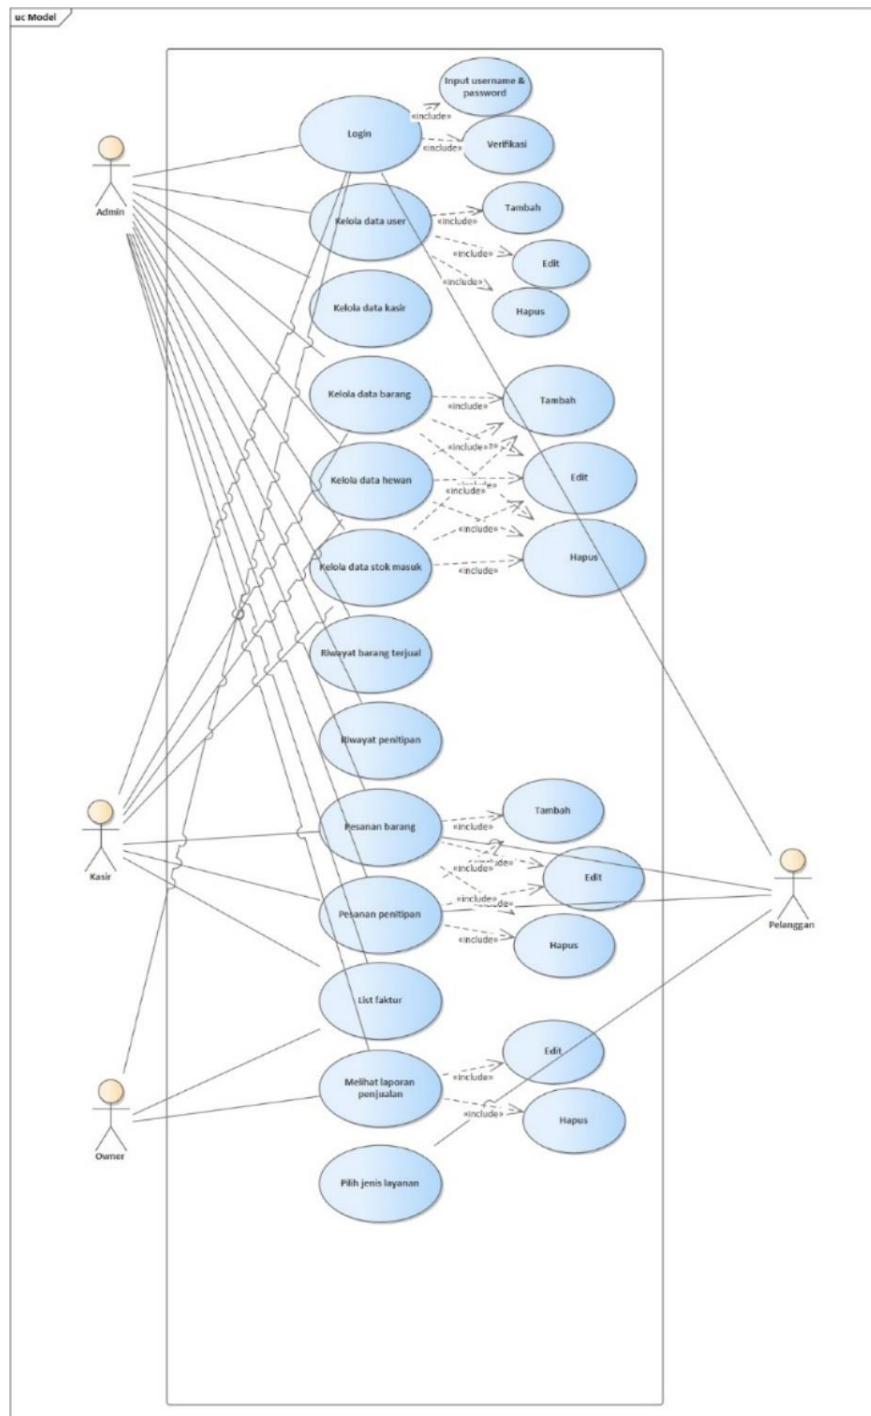 uc Model
Input username &
password
«include»
Login
Verifikasi
«include»
Admin
Tambah
Kelola data user
«include»
«include»
Edit
«include»
Hapus
Kelola data kasir
Kelola data barang
Tambah
«include»
«include»
Kelola data hewan
Edit
«include»
Hapus
Kelola data stok masuk
«include»
Riwayat barang terjual
Riwayat penitipan
Tambah
Pesanan barang
«include»
Kasir
«include»
Edit
«include»
Pesanan penitipan
Pelanggan
«include»
Hapus
List faktur
Edit
Melihat laporan
penjualan
«include»
«include»
Hapus
Owner
Pilih jenis layanan